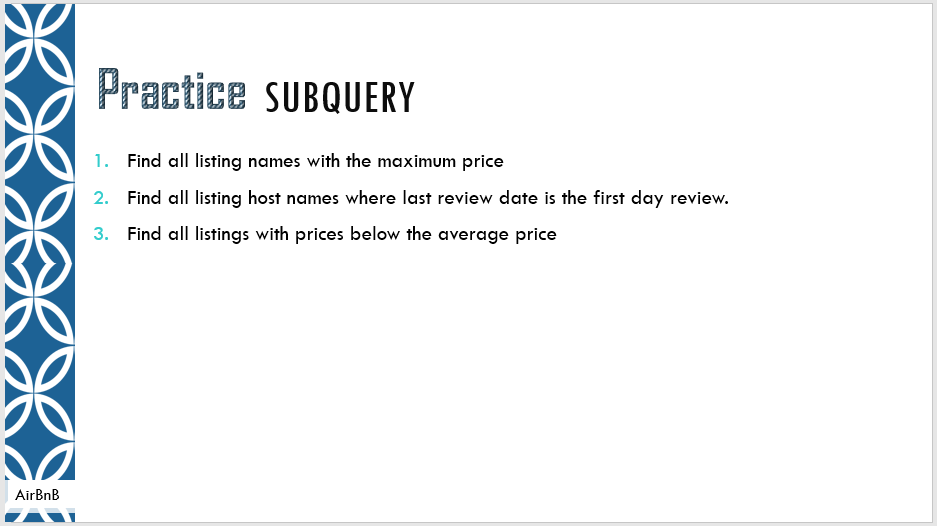 Practice SUBQUERY
1. Find all listing names with the maximum price
2. Find all listing host names where last review date is the first day review.
3. Find all listings with prices below the average price
AirBnB